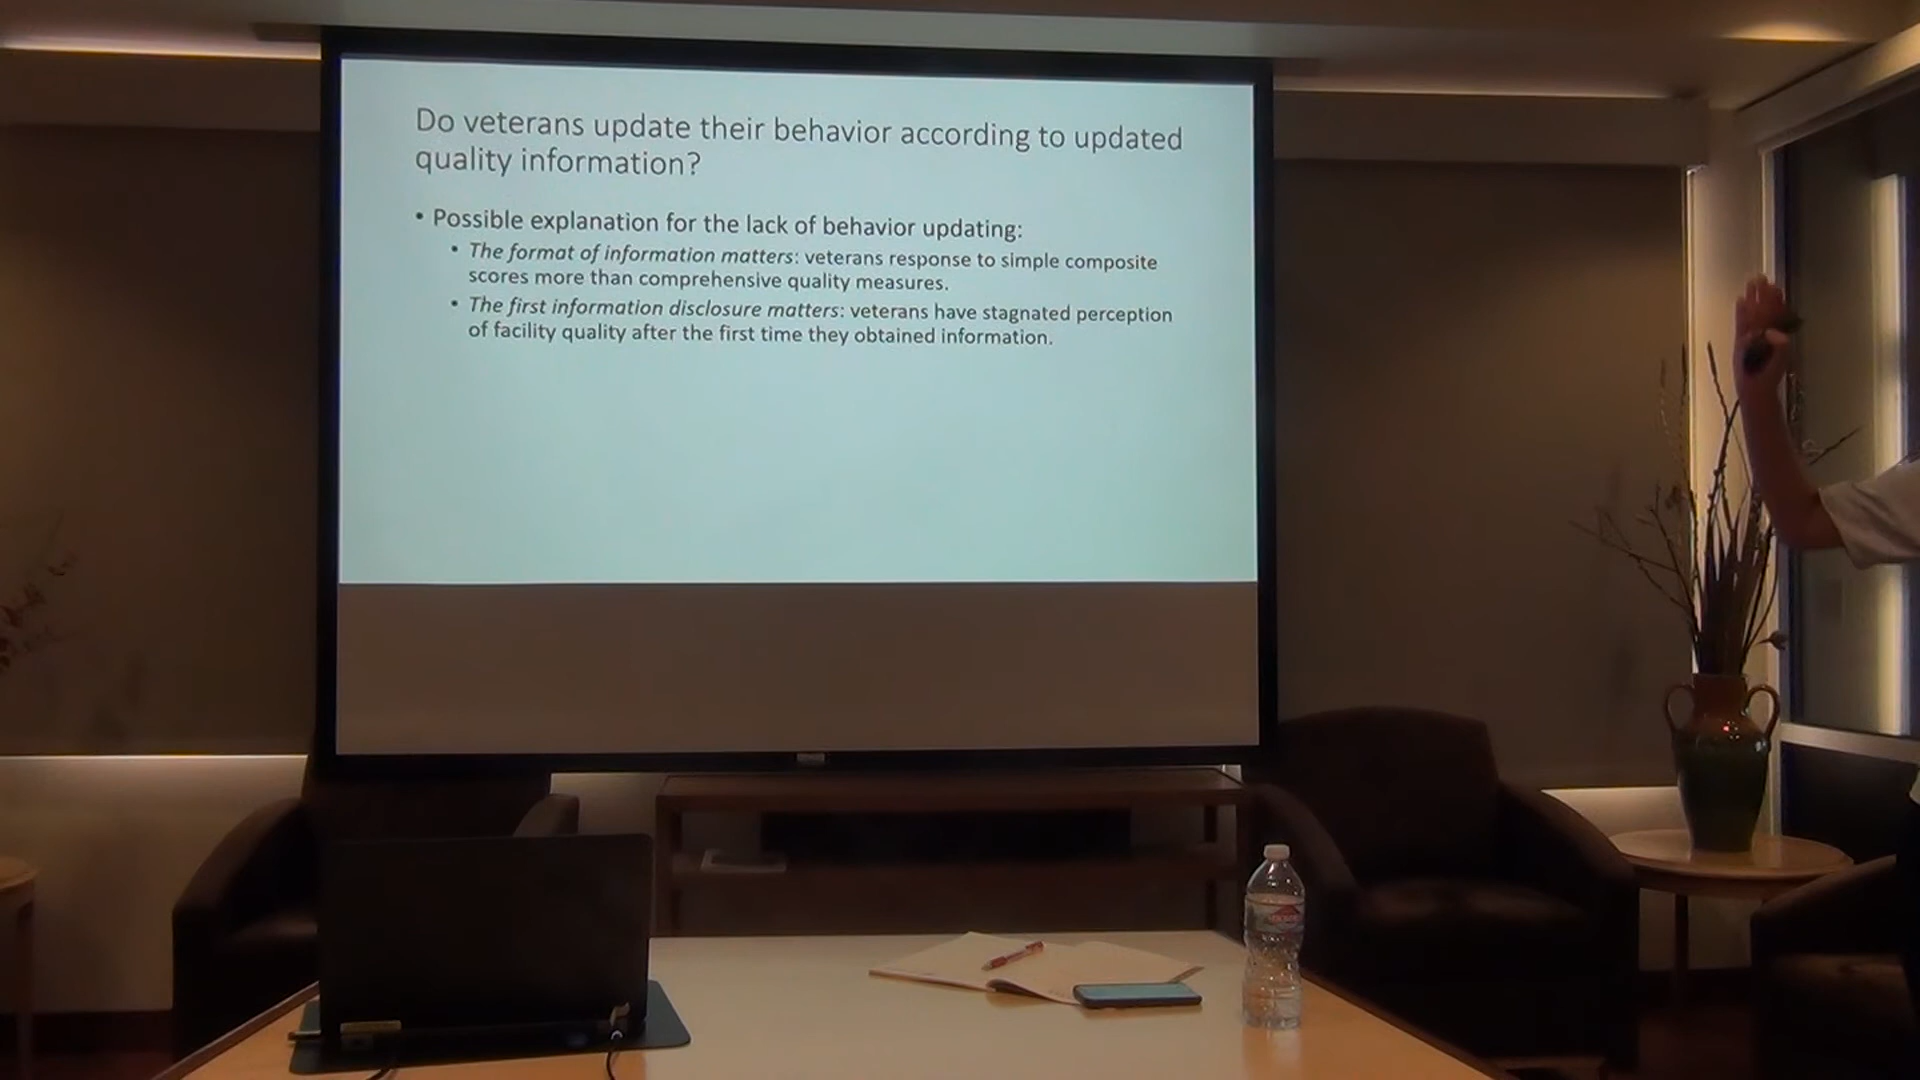 Do veterans update their behavior according to updated
quality information?
• Possible explanation for the lack of behavior updating:
• The format of information matters: veterans response to simple composite
scores more than comprehensive quality measures.
• The first information disclosure matters: veterans have stagnated perception
of facility quality after the first time they obtained information.